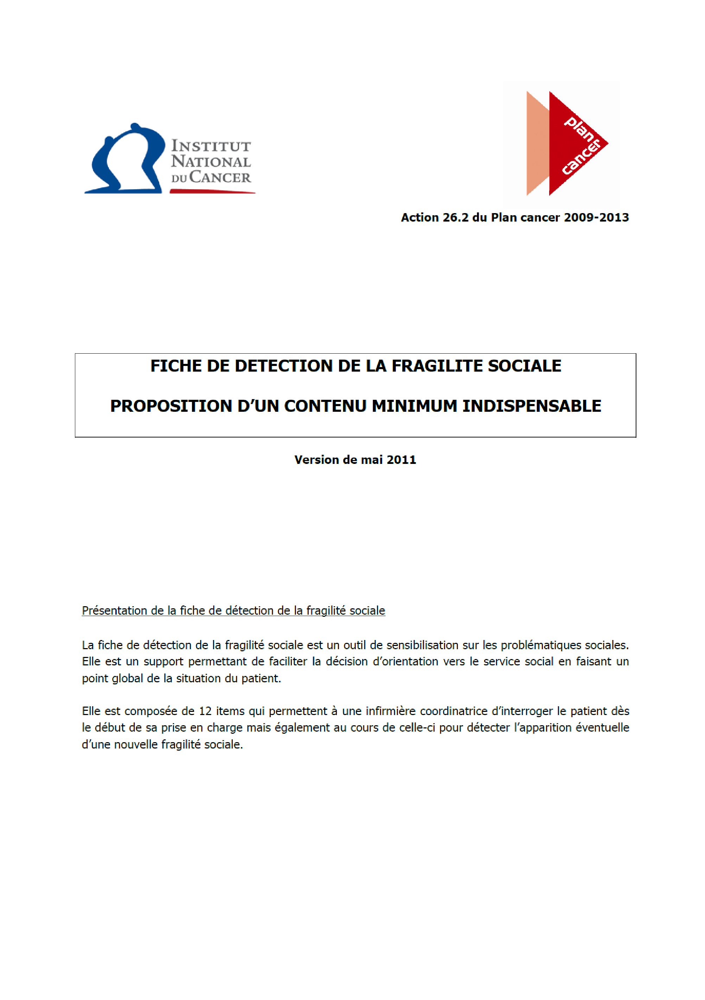 INSTITUT
NATIONAL
DU CANCER
plan
cancer
Action 26.2 du Plan cancer 2009-2013
FICHE DE DETECTION DE LA FRAGILITE SOCIALE
PROPOSITION D’UN CONTENU MINIMUM INDISPENSABLE
Version de mai 2011
Présentation de la fiche de détection de la fragilité sociale
La fiche de détection de la fragilité sociale est un outil de sensibilisation sur les problématiques sociales.
Elle est un support permettant de faciliter la décision d’orientation vers le service social en faisant un
point global de la situation du patient.
Elle est composée de 12 items qui permettent à une infirmière coordinatrice d’interroger le patient dès
le début de sa prise en charge mais également au cours de celle-ci pour détecter l’apparition éventuelle
d’une nouvelle fragilité sociale.